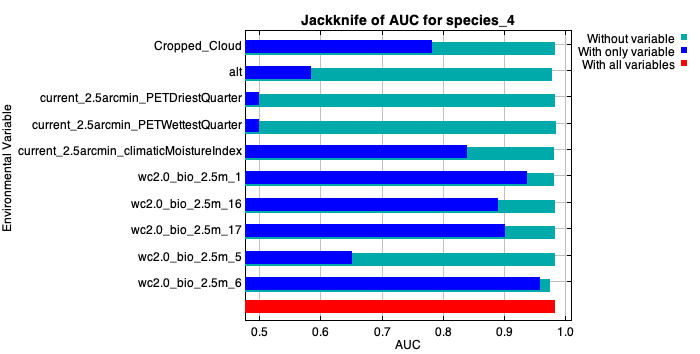 Jackknife of AUC for species_4
Without variable
With only variable
With all variables
Environmental Variable
Cropped_Cloud
alt
current_2.5arcmin_PETDriestQuarter
current_2.5arcmin_PETWettestQuarter
current_2.5arcmin_climaticMoistureIndex
wc2.0_bio_2.5m_1
wc2.0_bio_2.5m_16
wc2.0_bio_2.5m_17
wc2.0_bio_2.5m_5
wc2.0_bio_2.5m_6
0.5 0.6 0.7 0.8 0.9 1.0
AUC